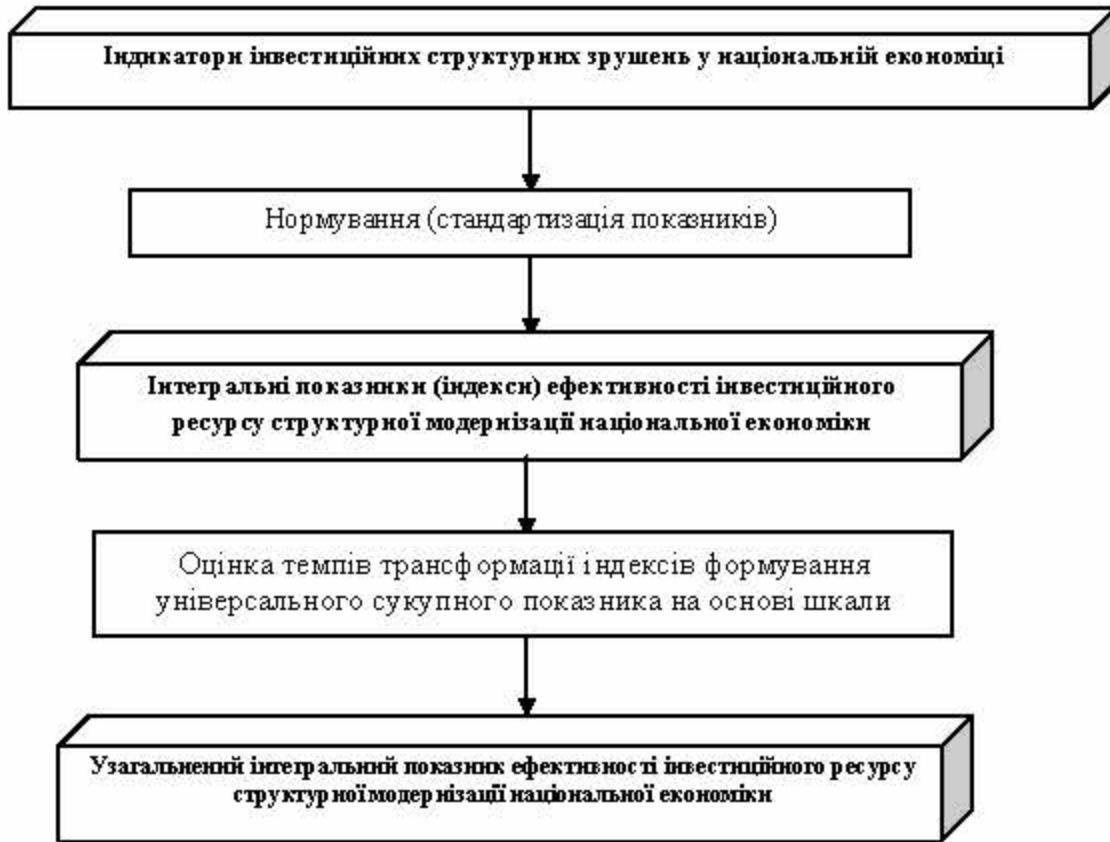 Індикатори інвестиційних структурних зрушень у національній економіці
Нормування (стандартизація показників)
Інтегральні показники (індекси) ефективності інвестиційного
ресурсу структурної модернізації національної економіки
Оцінка темпів трансформації індексів формування
універсального сукупного показника на основі шкали
Узагальнений інтегральний показник ефективності інвестиційного ресурсу
структурної модернізації національної економіки